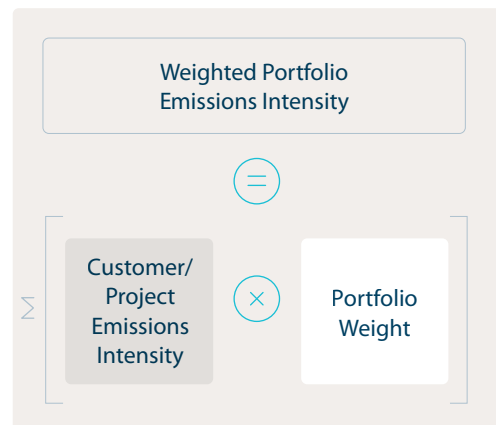 Weighted Portfolio
Emissions Intensity
=
Σ
Customer/
Project
Emissions
Intensity
×
Portfolio
Weight